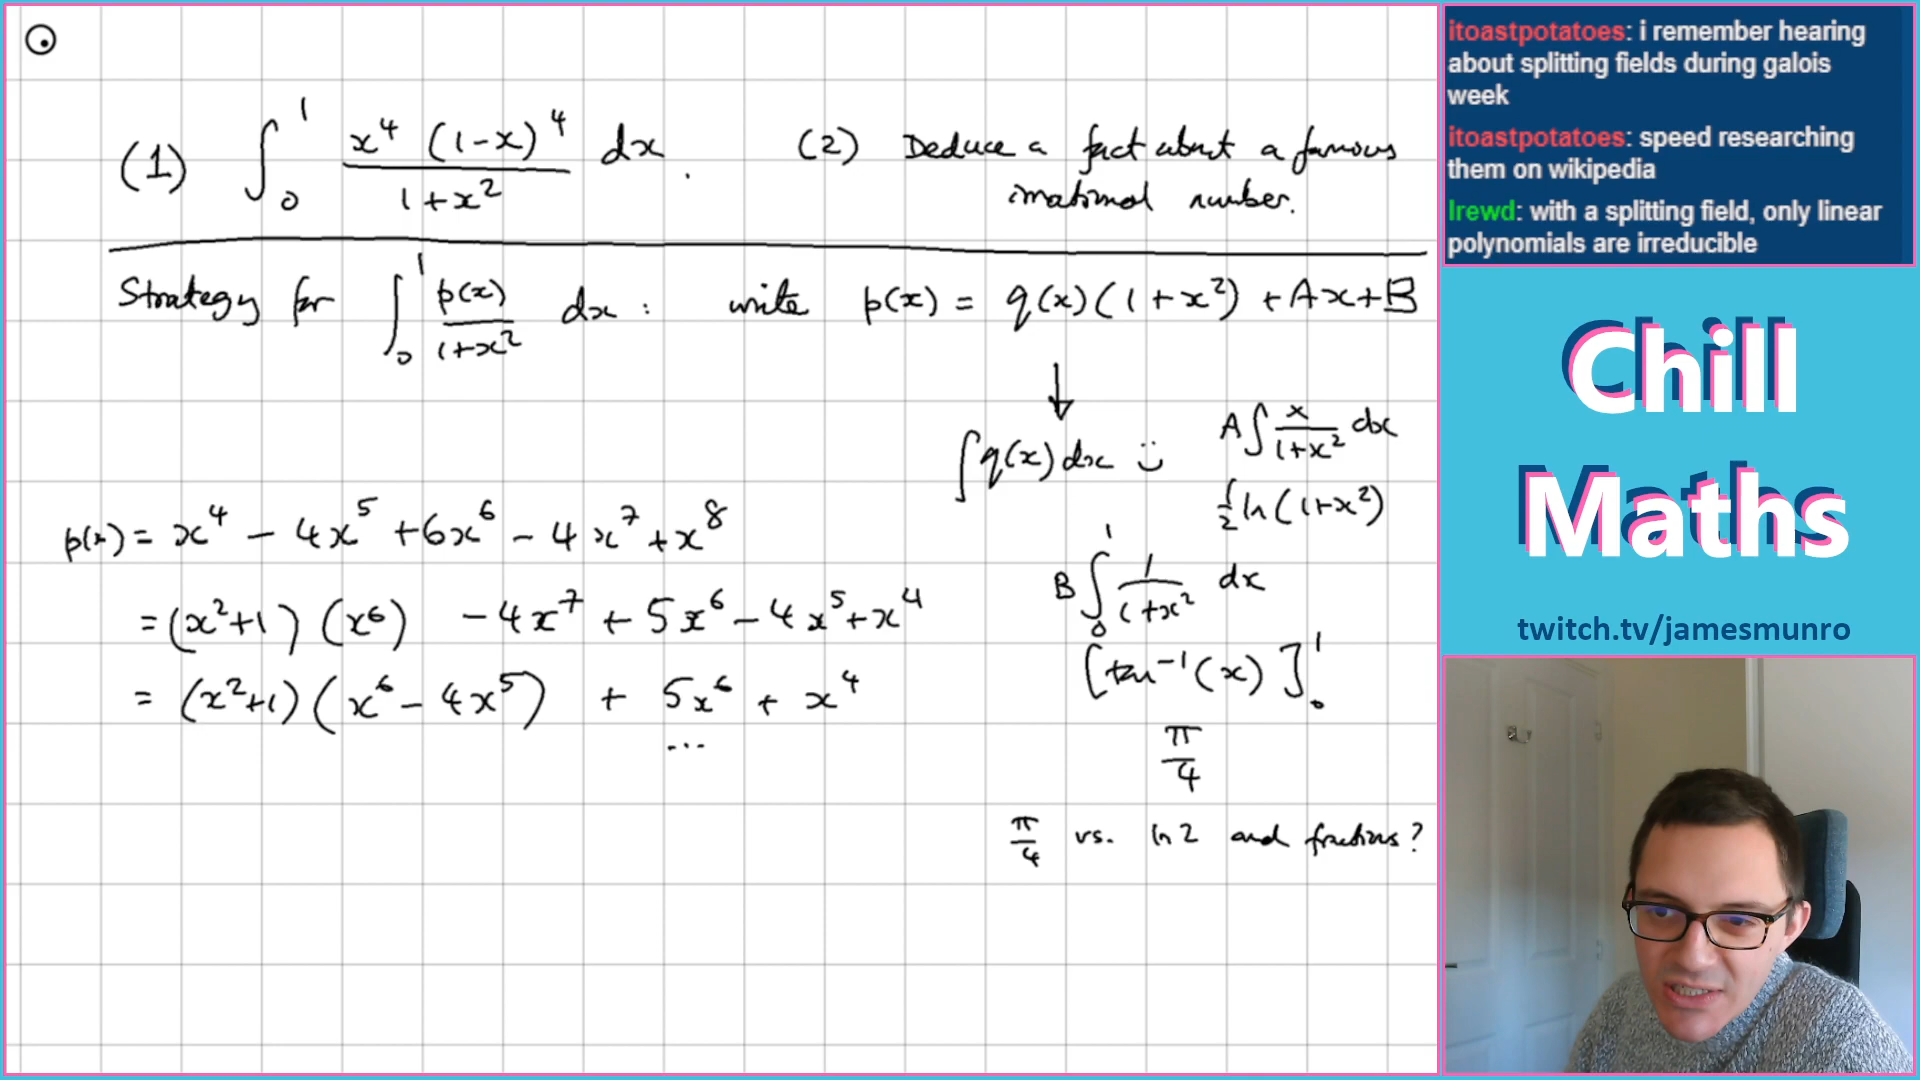 (1) ∫₀¹ x⁴ (1-x)⁴ / 1+x² dx . (2) Deduce a fact about a famous
irrational number.
Strategy for ∫₀¹ p(x) / 1+x² dx : write p(x) = q(x)(1+x²) + Ax+B
↓
∫q(x)dx :) A∫ x / 1+x² dx
½ ln(1+x²)
p(x) = x⁴ - 4x⁵ + 6x⁶ - 4x⁷ + x⁸
B∫₀¹ 1 / 1+x² dx
= (x²+1)(x⁶) - 4x⁷ + 5x⁶ - 4x⁵ + x⁴
[tan⁻¹(x)]₀¹
= (x²+1)(x⁶ - 4x⁵) + 5x⁶ + x⁴
...
π/4
π/4 vs. ln 2 and fractions?
itoastpotatoes: i remember hearing
about splitting fields during galois
week
itoastpotatoes: speed researching
them on wikipedia
lrewd: with a splitting field, only linear
polynomials are irreducible
Chill
Maths
twitch.tv/jamesmunro